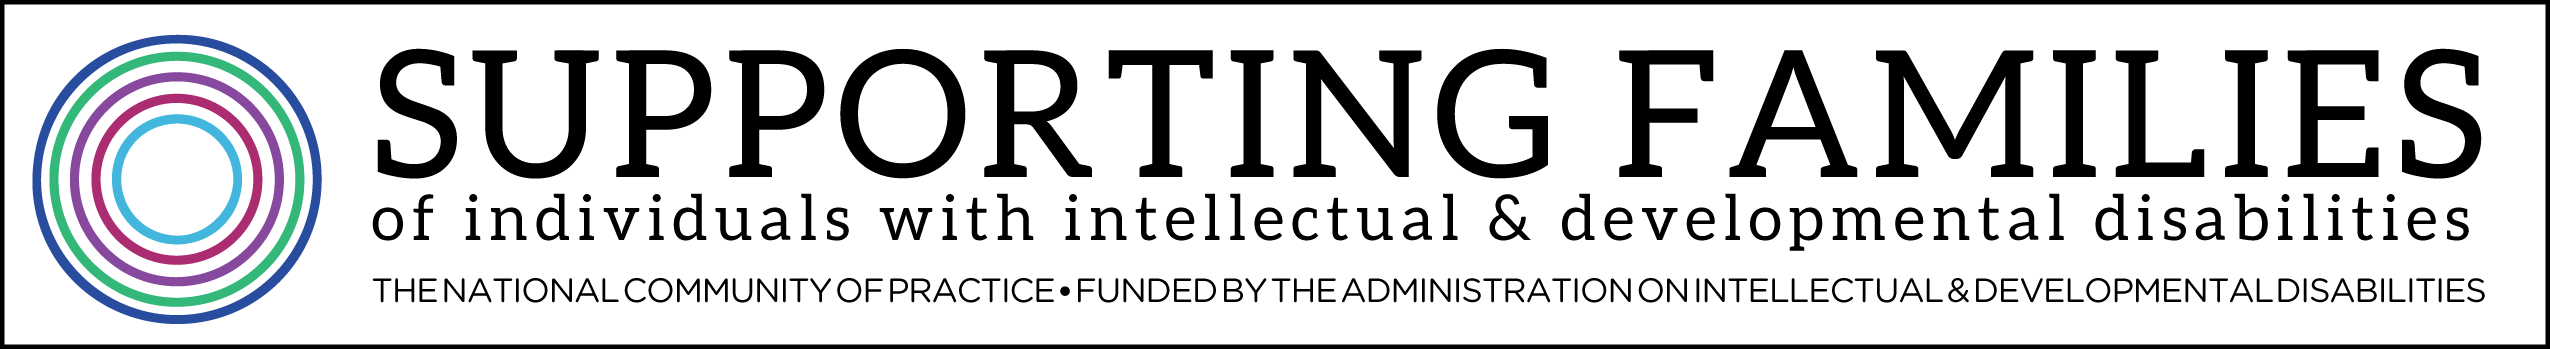 SUPPORTING FAMILIES
of individuals with intellectual & developmental disabilities
THE NATIONAL COMMUNITY OF PRACTICE • FUNDED BY THE ADMINISTRATION ON INTELLECTUAL & DEVELOPMENTAL DISABILITIES